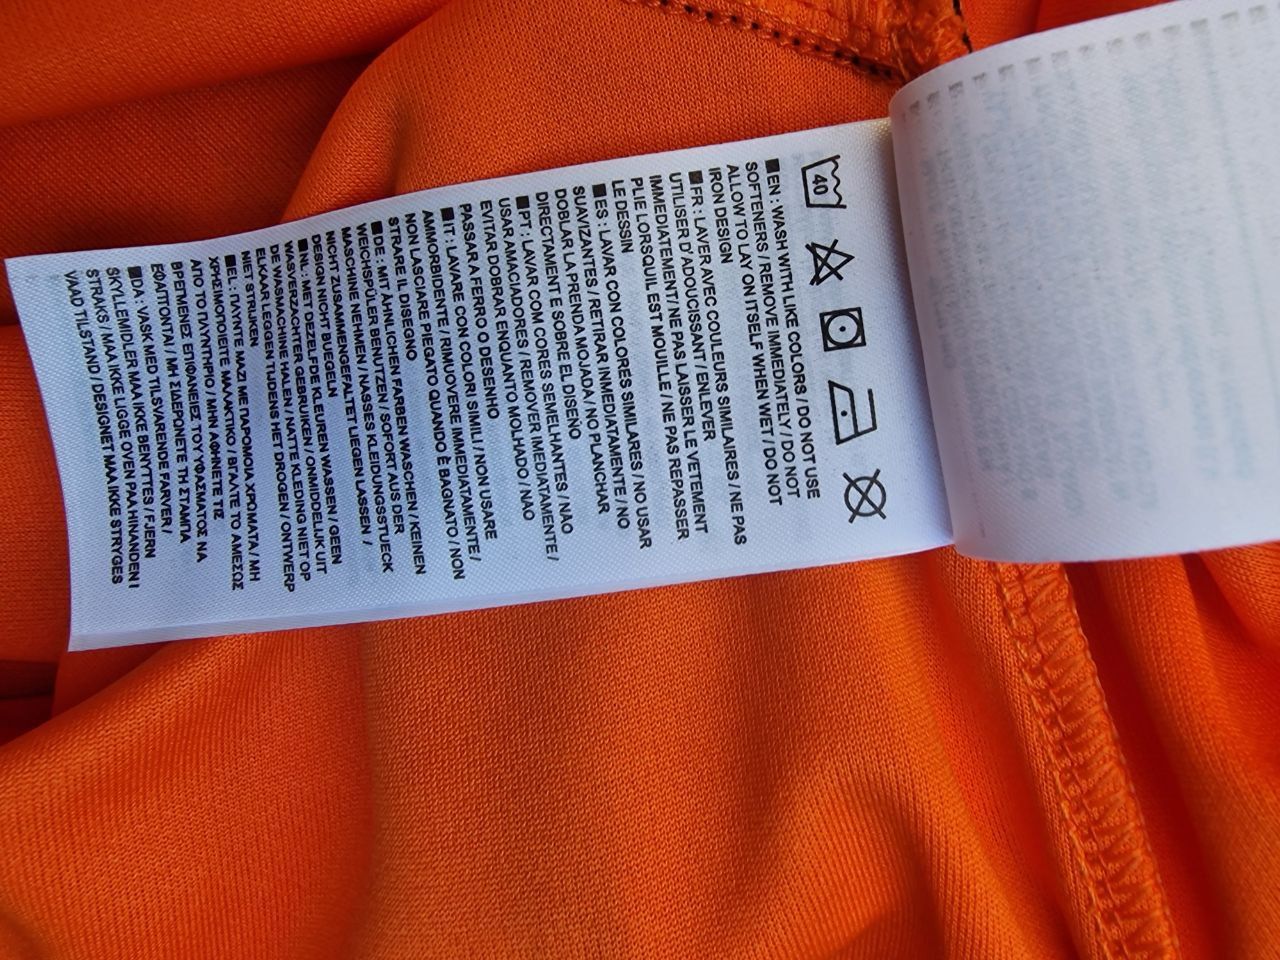 40
■ EN : WASH WITH LIKE COLORS / DO NOT USE
SOFTENERS / REMOVE IMMEDIATELY / DO NOT
ALLOW TO LAY ON ITSELF WHEN WET / DO NOT
IRON DESIGN
■ FR : LAVER AVEC COULEURS SIMILAIRES / NE PAS
UTILISER D'ADOUCISSANT / ENLEVER
IMMEDIATEMENT/ NE PAS LAISSER LE VETEMENT
PLIE LORSQU'IL EST MOUILLE / NE PAS REPASSER
LE DESSIN
■ ES : LAVAR CON COLORES SIMILARES / NO USAR
SUAVIZANTES / RETIRAR INMEDIATAMENTE / NO
DOBLAR LA PRENDA MOJADA / NO PLANCHAR
DIRECTAMENTE SOBRE EL DISEÑO
■ PT : LAVAR COM CORES SEMELHANTES / NÃO
USAR AMACIADORES / REMOVER IMEDIATAMENTE /
EVITAR DOBRAR ENQUANTO MOLHADO / NÃO
PASSAR A FERRO O DESENHO
■ IT : LAVARE CON COLORI SIMILI / NON USARE
AMMORBIDENTE / RIMUOVERE IMMEDIATAMENTE /
NON LASCIARE PIEGATO QUANDO È BAGNATO / NON
STIRARE IL DISEGNO
■ DE : MIT ÄHNLICHEN FARBEN WASCHEN / KEINEN
WEICHSPÜLER BENUTZEN / SOFORT AUS DER
MASCHINE NEHMEN / NASSES KLEIDUNGSSTUECK
NICHT ZUSAMMENGEFALTET LIEGEN LASSEN /
DESIGN NICHT BUEGELN
■ NL : MET DEZELFDE KLEUREN WASSEN / GEEN
WASVERZACHTER GEBRUIKEN / ONMIDDELIJK UIT
DE WASMACHINE HALEN / NATTE KLEDING NIET OP
ELKAAR LEGGEN TIJDENS HET DROGEN / ONTWERP
NIET STRIJKEN
■ EL : ΠΛΥΝΤΕ ΜΑΖΙ ΜΕ ΠΑΡΟΜΟΙΑ ΧΡΩΜΑΤΑ / ΜΗ
ΧΡΗΣΙΜΟΠΟΙΕΙΤΕ ΜΑΛΑΚΤΙΚΟ / ΒΓΑΛΤΕ ΤΟ ΑΜΕΣΩΣ
ΑΠΟ ΤΟ ΠΛΥΝΤΗΡΙΟ / ΜΗΝ ΑΦΗΝΕΤΕ ΤΙΣ
ΒΡΕΓΜΕΝΕΣ ΕΠΙΦΑΝΕΙΕΣ ΤΟΥ ΥΦΑΣΜΑΤΟΣ ΝΑ
ΕΦΑΠΤΟΝΤΑΙ / ΜΗ ΣΙΔΕΡΩΝΕΤΕ ΤΗ ΣΤΑΜΠΑ
■ DA : VASK MED TILSVARENDE FARVER /
SKYLLEMIDLER MAA IKKE BENYTTES / FJERN
STRAKS / MAA IKKE LIGGE OVEN PAA HINANDEN I
VAAD TILSTAND / DESIGNET MAA IKKE STRYGES